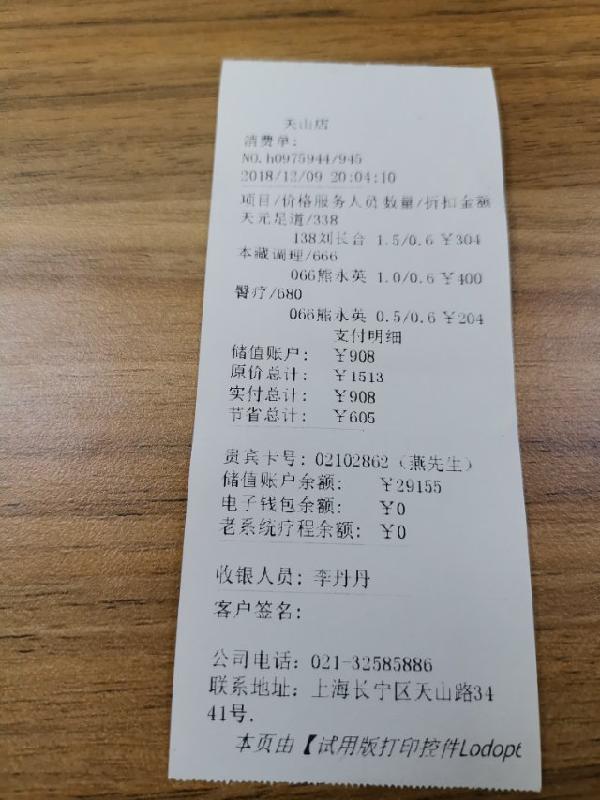 天山店
消费单:
NO.h0975944/945
2018/12/09 20:04:10
项目/价格服务人员数量/折扣金额
天元足道/338
138刘长合 1.5/0.6 ￥304
本藏调理/666
066熊永英 1.0/0.6 ￥400
臀疗/680
066熊永英 0.5/0.6 ￥204
支付明细
储值账户: ￥908
原价总计: ￥1513
实付总计: ￥908
节省总计: ￥605
贵宾卡号: 02102862 (燕先生)
储值账户余额: ￥29155
电子钱包余额: ￥0
老系统疗程余额: ￥0
收银人员: 李丹丹
客户签名:
公司电话: 021-32585886
联系地址: 上海长宁区天山路34
41号.
本页由【试用版打印控件Lodop